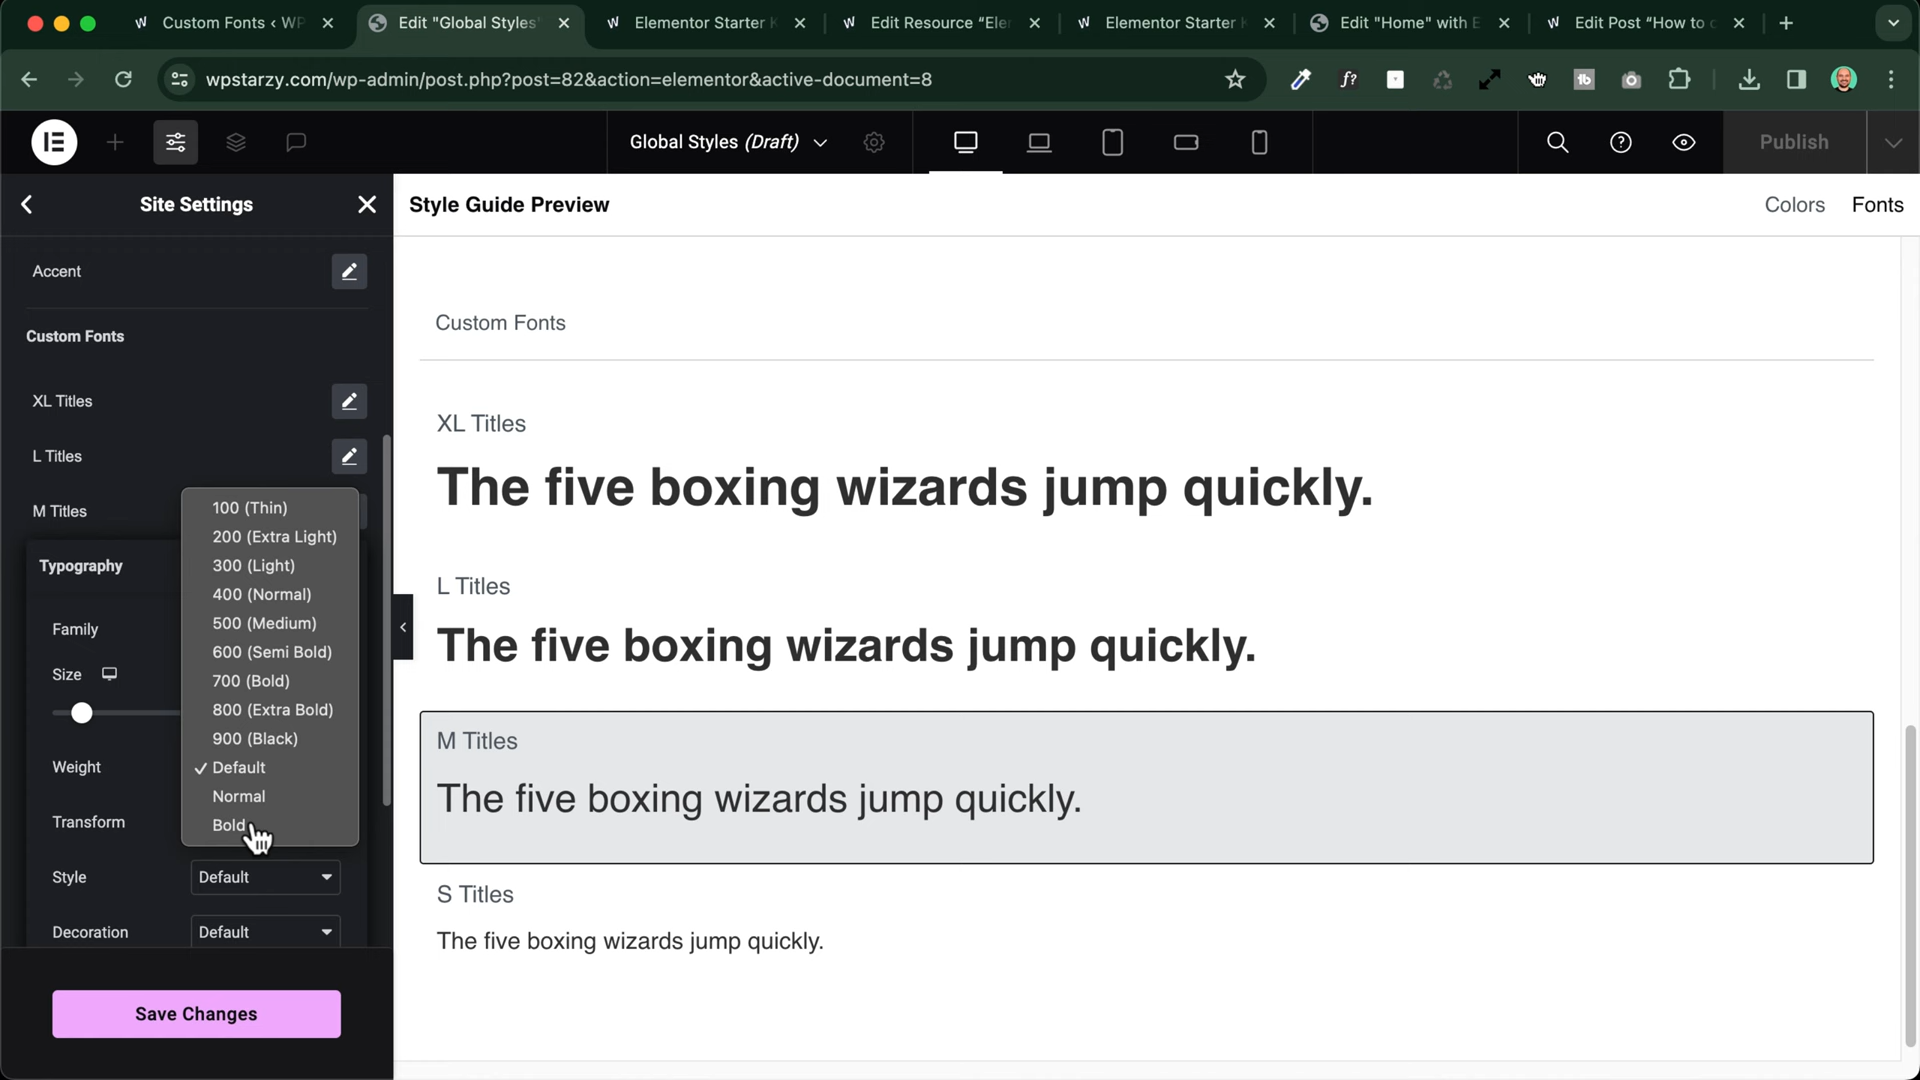 Custom Fonts ‹ WP
Edit "Global Styles"
Elementor Starter K
Edit Resource “Ele
Elementor Starter K
Edit "Home" with E
Edit Post “How to c
wpstarzy.com/wp-admin/post.php?post=82&action=elementor&active-document=8
f?
tb
Global Styles (Draft)
Publish
Site Settings
Style Guide Preview
Colors
Fonts
Accent
Custom Fonts
XL Titles
L Titles
M Titles
Typography
Family
Size
Weight
Transform
Style
Default
Decoration
Default
100 (Thin)
200 (Extra Light)
300 (Light)
400 (Normal)
500 (Medium)
600 (Semi Bold)
700 (Bold)
800 (Extra Bold)
900 (Black)
Default
Normal
Bold
Save Changes
Custom Fonts
XL Titles
The five boxing wizards jump quickly.
L Titles
The five boxing wizards jump quickly.
M Titles
The five boxing wizards jump quickly.
S Titles
The five boxing wizards jump quickly.